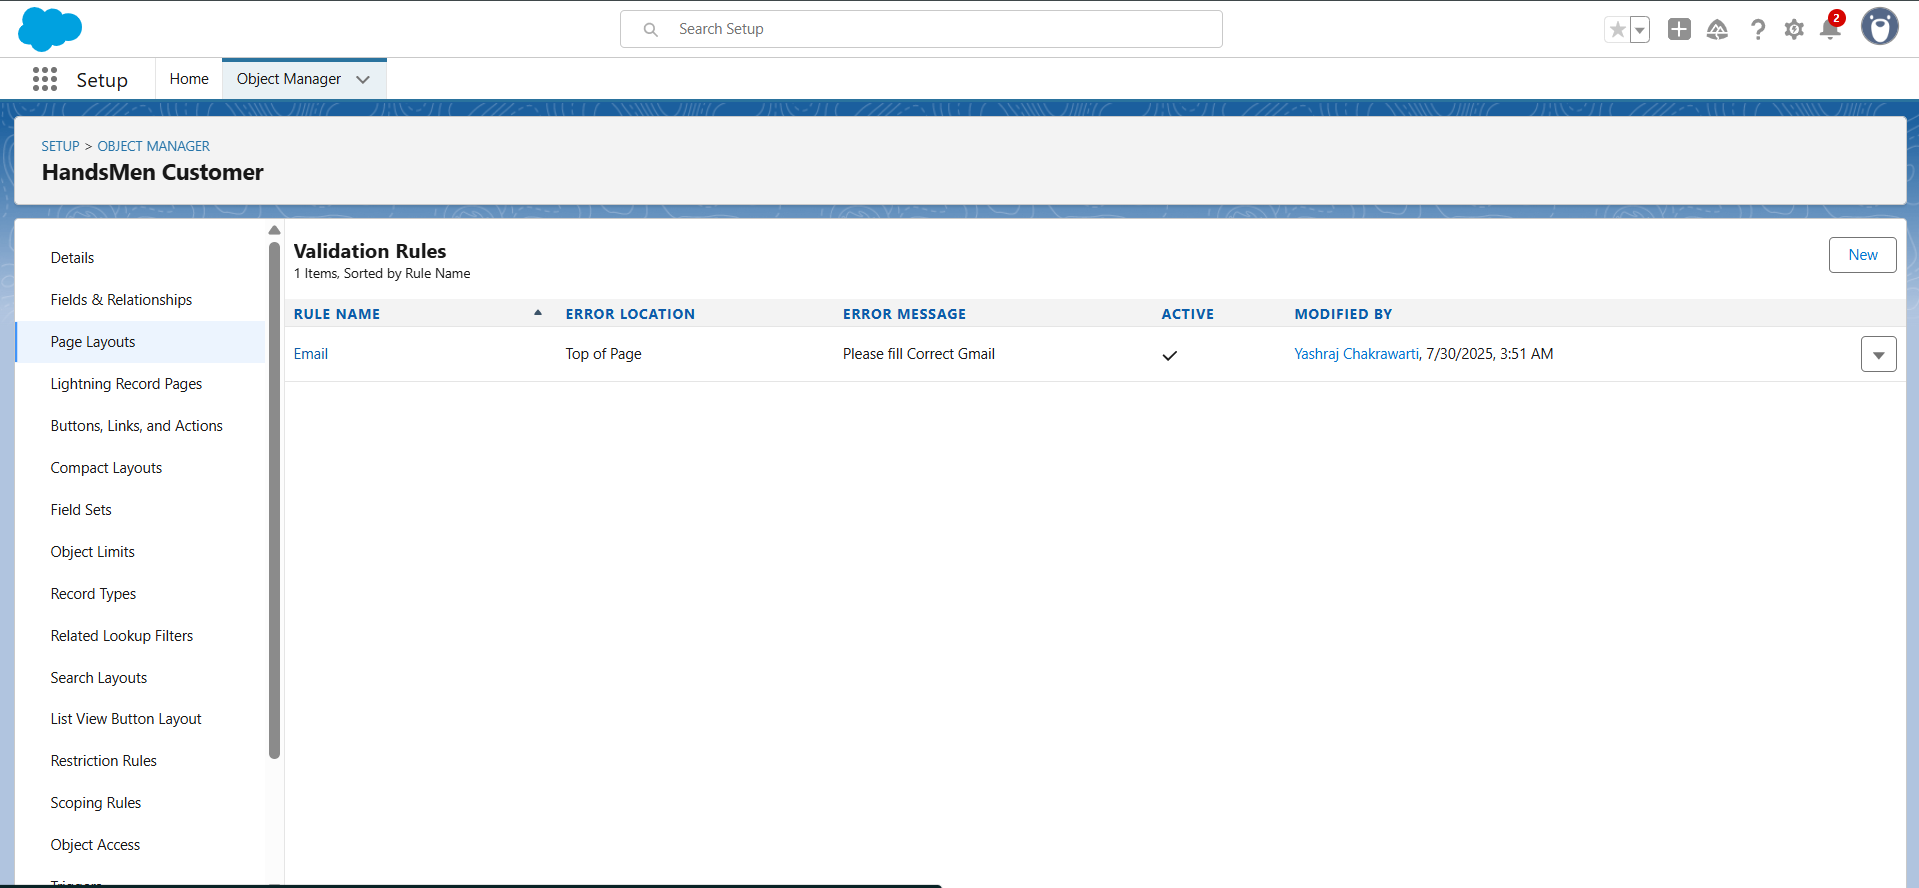 Search Setup
2
Setup
Home
Object Manager
SETUP > OBJECT MANAGER
HandsMen Customer
Details
Fields & Relationships
Page Layouts
Lightning Record Pages
Buttons, Links, and Actions
Compact Layouts
Field Sets
Object Limits
Record Types
Related Lookup Filters
Search Layouts
List View Button Layout
Restriction Rules
Scoping Rules
Object Access
Triggers
Validation Rules
1 Items, Sorted by Rule Name
New
RULE NAME ERROR LOCATION ERROR MESSAGE ACTIVE MODIFIED BY
Email Top of Page Please fill Correct Gmail Yashraj Chakrawarti, 7/30/2025, 3:51 AM